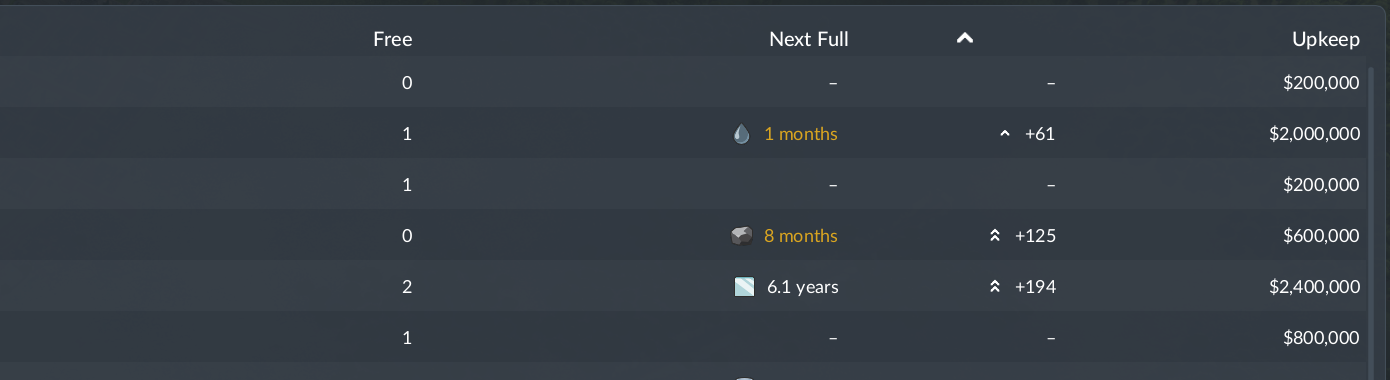 Free Next Full Upkeep
0 – – $200,000
1 1 months +61 $2,000,000
1 – – $200,000
0 8 months +125 $600,000
2 6.1 years +194 $2,400,000
1 – – $800,000